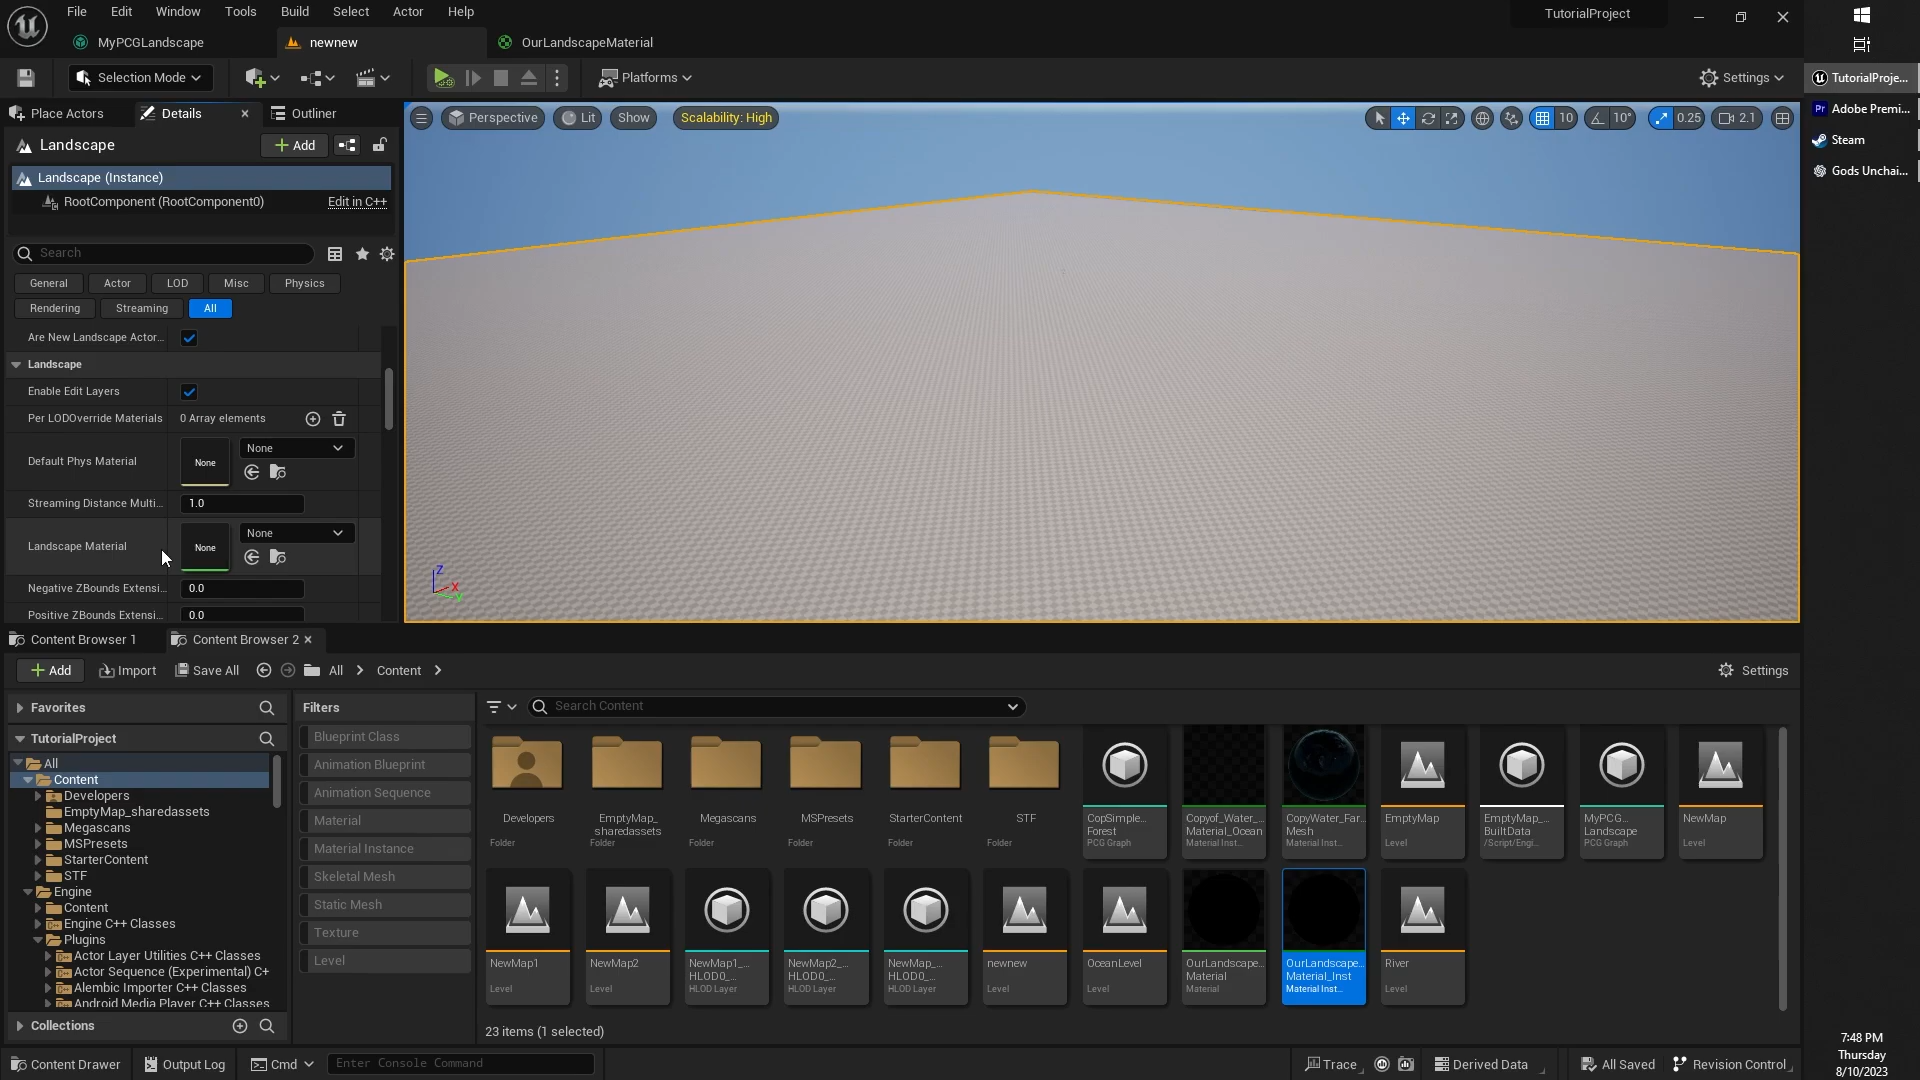 File Edit Window Tools Build Select Actor Help
TutorialProject
MyPCGLandscape
newnew
OurLandscapeMaterial
Selection Mode
Platforms
Settings
TutorialProje...
Adobe Premi...
Steam
Gods Unchai...
Place Actors
Details
Outliner
Landscape
Add
Landscape (Instance)
RootComponent (RootComponent0)
Edit in C++
Search
General
Actor
LOD
Misc
Physics
Rendering
Streaming
All
Are New Landscape Actor...
Landscape
Enable Edit Layers
Per LODOverride Materials 0 Array elements
Default Phys Material
None
None
Streaming Distance Multi... 1.0
Landscape Material
None
None
Negative ZBounds Extensi... 0.0
Positive ZBounds Extensi... 0.0
Perspective
Lit
Show
Scalability: High
10
10°
0.25
2.1
Z
X
Y
Content Browser 1
Content Browser 2
Add
Import
Save All
All
Content
Settings
Favorites
TutorialProject
All
Content
Developers
EmptyMap_sharedassets
Megascans
MSPresets
StarterContent
STF
Engine
Content
Engine C++ Classes
Plugins
Actor Layer Utilities C++ Classes
Actor Sequence (Experimental) C+
Alembic Importer C++ Classes
Android Media Player C++ Classes
Collections
Filters
Blueprint Class
Animation Blueprint
Animation Sequence
Material
Material Instance
Skeletal Mesh
Static Mesh
Texture
Level
Search Content
Developers
Folder
EmptyMap_
sharedassets
Folder
Megascans
Folder
MSPresets
Folder
StarterContent
Folder
STF
Folder
CopSimple...
Forest
PCG Graph
Copyof_Water_...
Material_Ocean
Material Inst...
CopyWater_Far...
Mesh
Material Inst...
EmptyMap
Level
EmptyMap_...
BuiltData
/Script/Engi...
MyPCG...
Landscape
PCG Graph
NewMap
Level
NewMap1
Level
NewMap2
Level
NewMap1_...
HLOD0_...
HLOD Layer
NewMap2_...
HLOD0_...
HLOD Layer
NewMap_...
HLOD0_...
HLOD Layer
newnew
Level
OceanLevel
Level
OurLandscape...
Material
Material
OurLandscape...
Material_Inst
Material Inst...
River
Level
23 items (1 selected)
Content Drawer
Output Log
Cmd
Enter Console Command
Trace
Derived Data
All Saved
Revision Control
7:48 PM
Thursday
8/10/2023